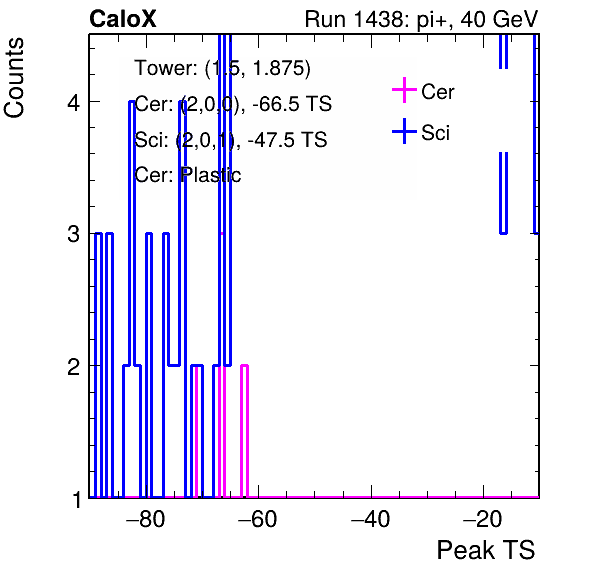 CaloX Run 1438: pi+, 40 GeV
Counts
Tower: (1.5, 1.875)
Cer: (2,0,0), -66.5 TS
Sci: (2,0,1), -47.5 TS
Cer: Plastic
Cer
Sci
4
3
2
1
−80 −60 −40 −20
Peak TS